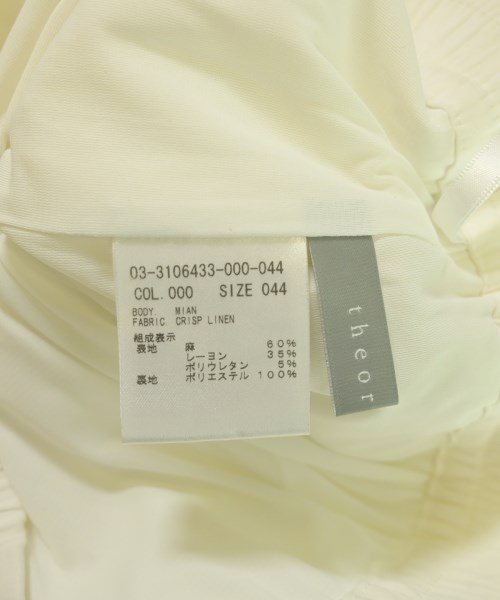 03-3106433-000-044
COL.000 SIZE 044
BODY. MIAN
FABRIC. CRISP LINEN
組成表示
表地 麻 60%
レーヨン 35%
ポリウレタン 5%
裏地 ポリエステル 100%
theor